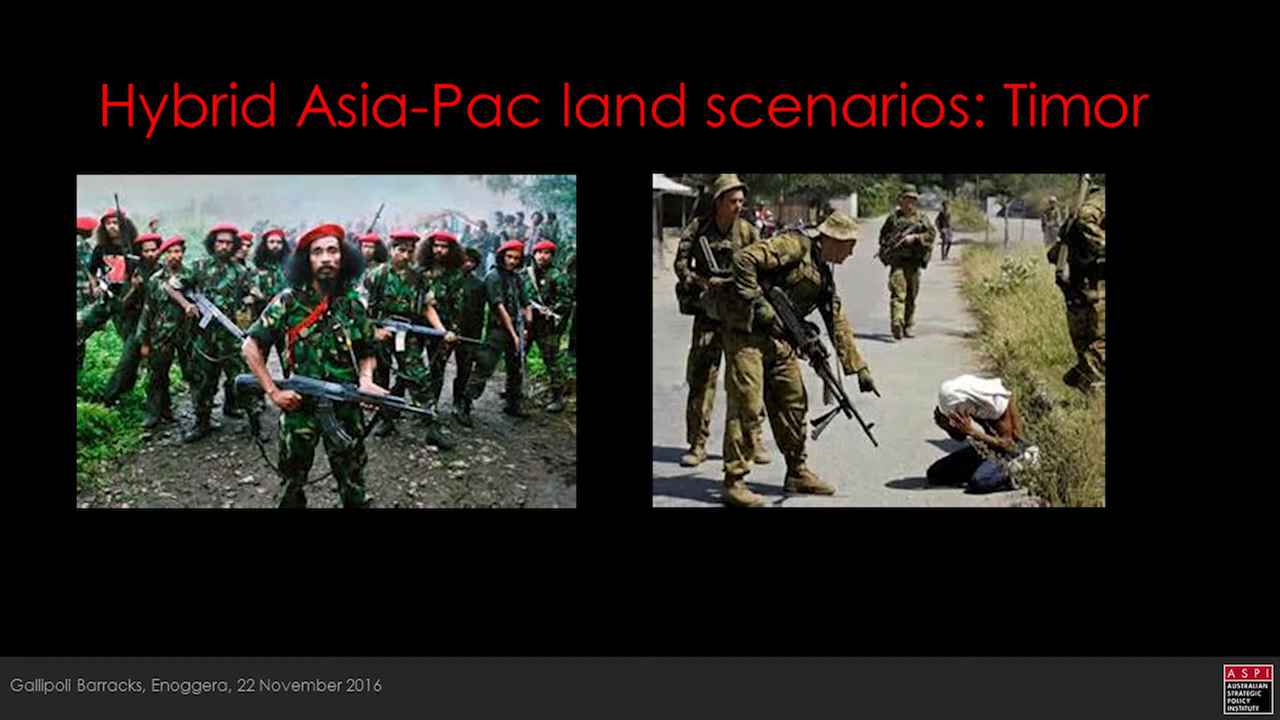 Hybrid Asia-Pac land scenarios: Timor
Gallipoli Barracks, Enoggera, 22 November 2016
ASPI
AUSTRALIAN
STRATEGIC
POLICY
INSTITUTE